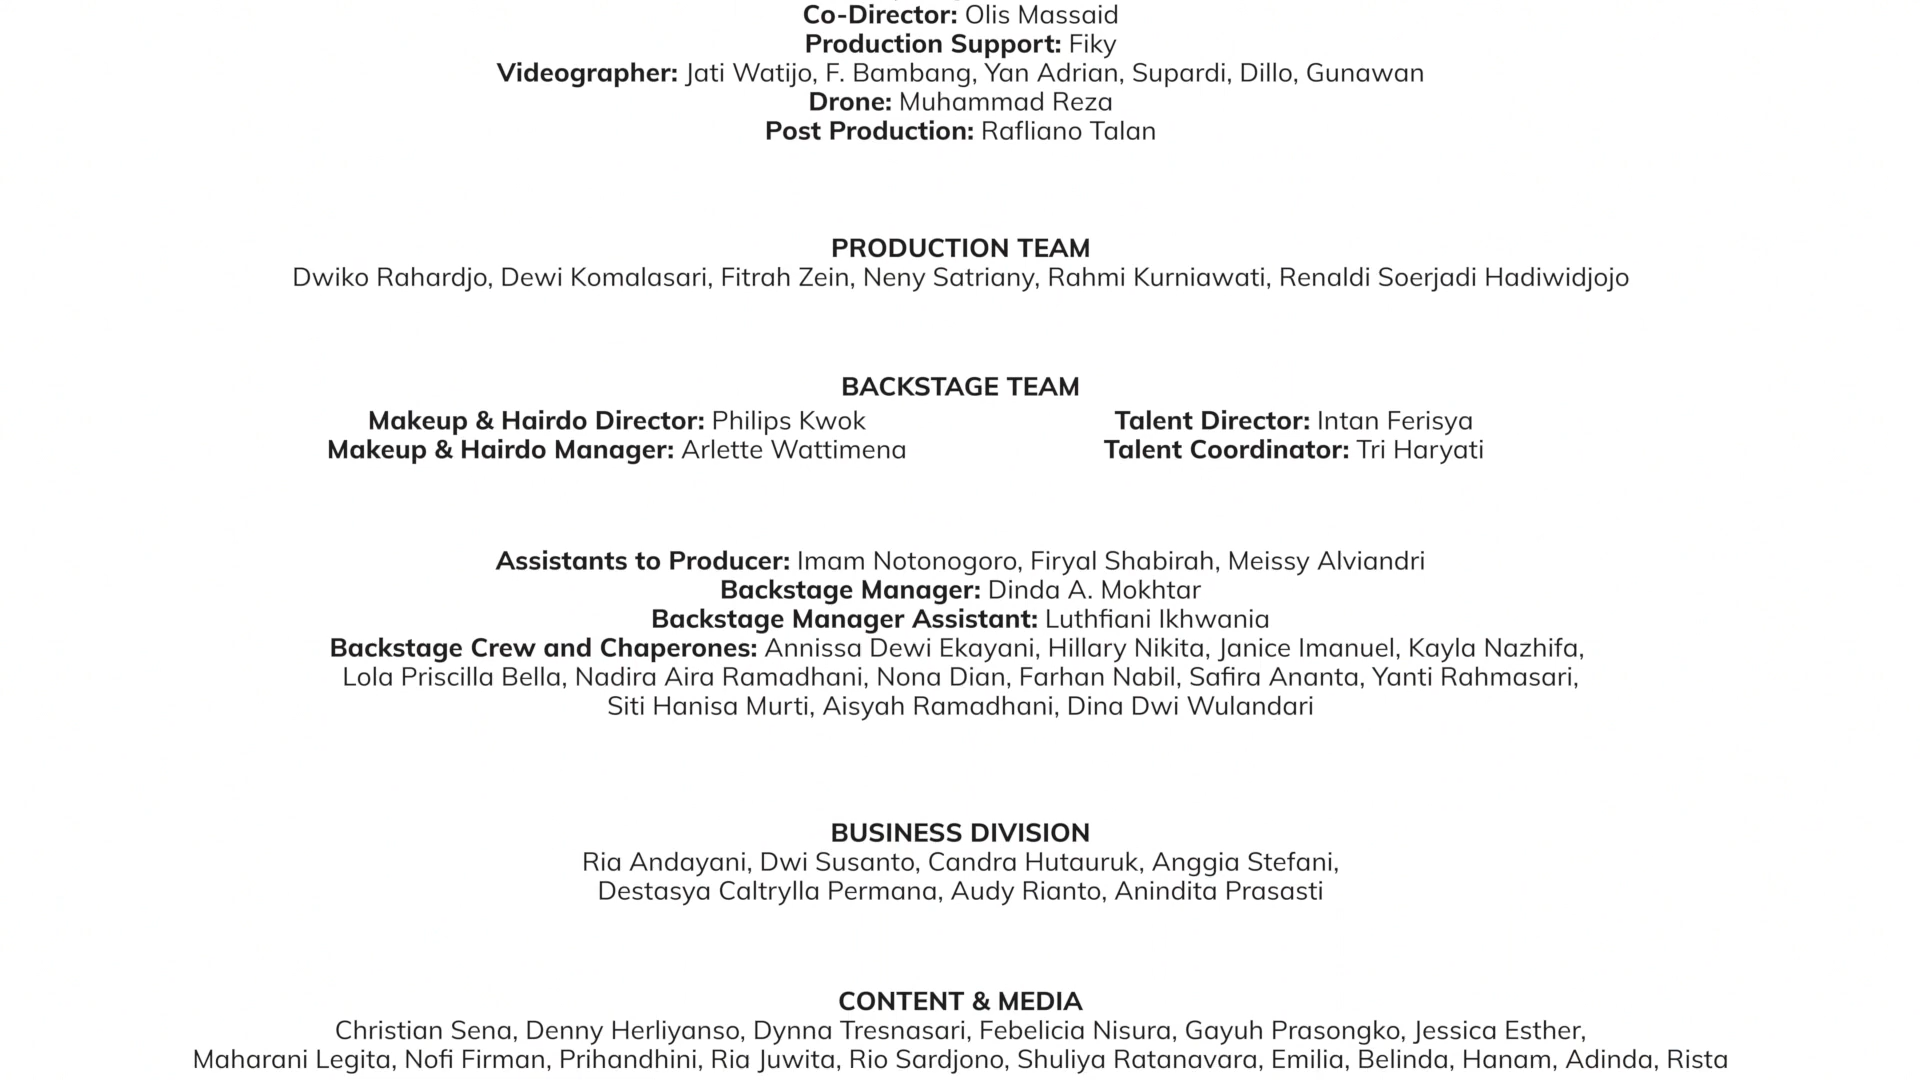 Co-Director: Olis Massaid
Production Support: Fiky
Videographer: Jati Watijo, F. Bambang, Yan Adrian, Supardi, Dillo, Gunawan
Drone: Muhammad Reza
Post Production: Rafliano Talan
PRODUCTION TEAM
Dwiko Rahardjo, Dewi Komalasari, Fitrah Zein, Neny Satriany, Rahmi Kurniawati, Renaldi Soerjadi Hadiwidjojo
BACKSTAGE TEAM
Makeup & Hairdo Director: Philips Kwok
Makeup & Hairdo Manager: Arlette Wattimena
Talent Director: Intan Ferisya
Talent Coordinator: Tri Haryati
Assistants to Producer: Imam Notonogoro, Firyal Shabirah, Meissy Alviandri
Backstage Manager: Dinda A. Mokhtar
Backstage Manager Assistant: Luthfiani Ikhwania
Backstage Crew and Chaperones: Annissa Dewi Ekayani, Hillary Nikita, Janice Imanuel, Kayla Nazhifa,
Lola Priscilla Bella, Nadira Aira Ramadhani, Nona Dian, Farhan Nabil, Safira Ananta, Yanti Rahmasari,
Siti Hanisa Murti, Aisyah Ramadhani, Dina Dwi Wulandari
BUSINESS DIVISION
Ria Andayani, Dwi Susanto, Candra Hutauruk, Anggia Stefani,
Destasya Caltrylla Permana, Audy Rianto, Anindita Prasasti
CONTENT & MEDIA
Christian Sena, Denny Herliyanso, Dynna Tresnasari, Febelicia Nisura, Gayuh Prasongko, Jessica Esther,
Maharani Legita, Nofi Firman, Prihandhini, Ria Juwita, Rio Sardjono, Shuliya Ratanavara, Emilia, Belinda, Hanam, Adinda, Rista